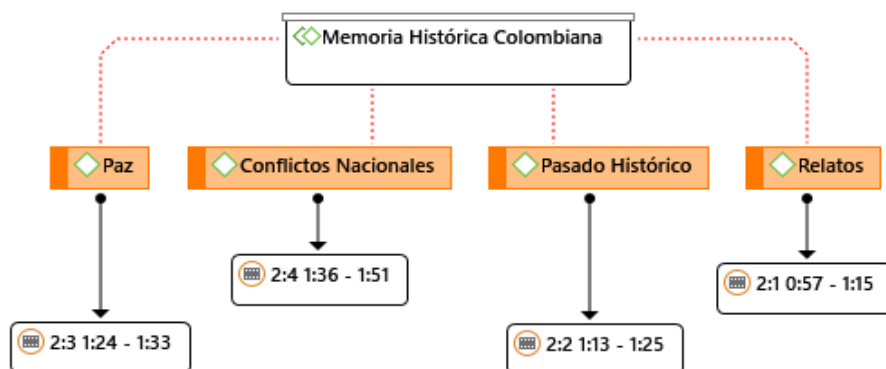 Memoria Histórica Colombiana
Paz
Conflictos Nacionales
Pasado Histórico
Relatos
2:4 1:36 - 1:51
2:1 0:57 - 1:15
2:3 1:24 - 1:33
2:2 1:13 - 1:25